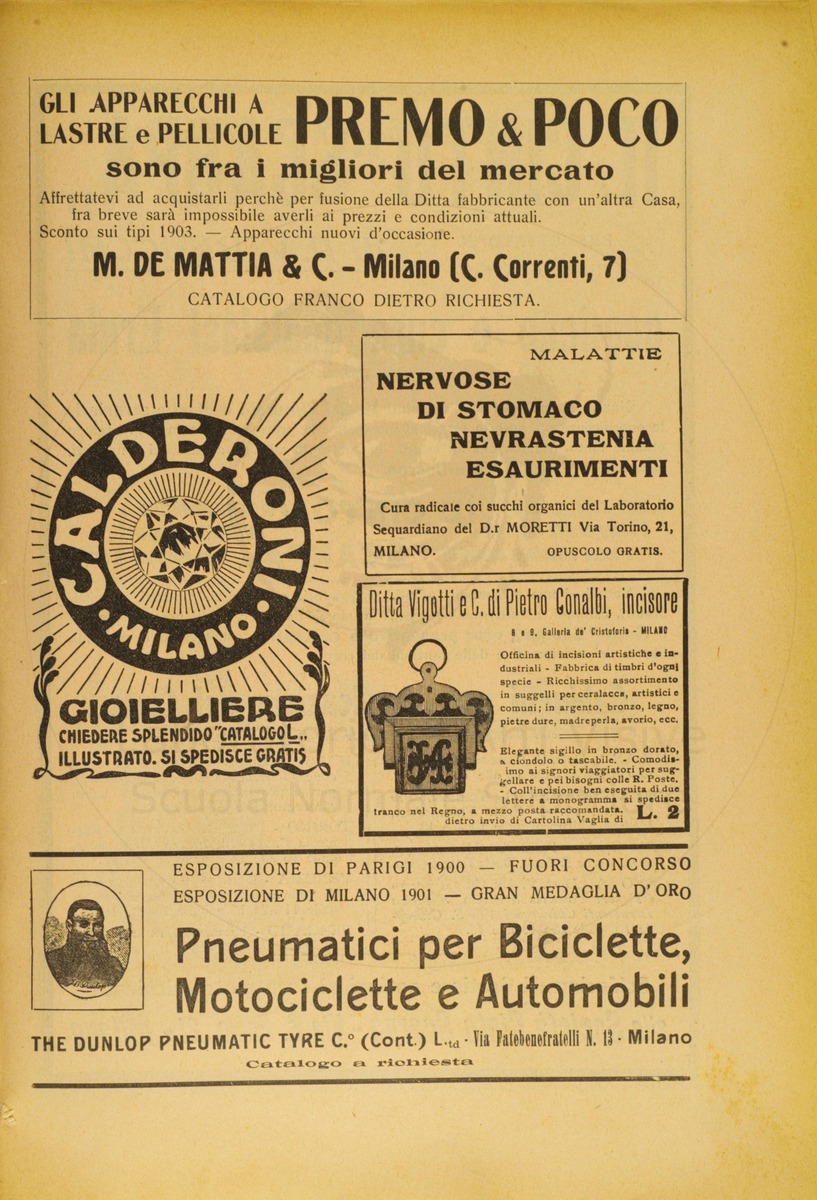 GLI APPARECCHI A
LASTRE e PELLICOLE PREMO & POCO
sono fra i migliori del mercato
Affrettatevi ad acquistarli perchè per fusione della Ditta fabbricante con un'altra Casa,
fra breve sarà impossibile averli ai prezzi e condizioni attuali.
Sconto sui tipi 1903. — Apparecchi nuovi d'occasione.
M. DE MATTIA & C. - Milano (C. Correnti, 7)
CATALOGO FRANCO DIETRO RICHIESTA.
CALDERONI
· MILANO ·
GIOIELLIERE
CHIEDERE SPLENDIDO "CATALOGO L„
ILLUSTRATO. SI SPEDISCE GRATIS
MALATTIE
NERVOSE
DI STOMACO
NEVRASTENIA
ESAURIMENTI
Cura radicale coi succhi organici del Laboratorio
Sequardiano del D.r MORETTI Via Torino, 21,
MILANO. OPUSCOLO GRATIS.
Ditta Vigotti e C. di Pietro Gonalbi, incisore
8 e 9, Galleria de' Cristoforis - MILANO
Officina di incisioni artistiche e in-
dustriali - Fabbrica di timbri d'ogni
specie - Ricchissimo assortimento
in suggelli per ceralacca, artistici e
comuni; in argento, bronzo, legno,
pietre dure, madreperla, avorio, ecc.
Elegante sigillo in bronzo dorato,
a ciondolo o tascabile. - Comodis-
imo ai signori viaggiatori per sug-
gellare e pei bisogni colle R. Poste.
- Coll'incisione ben eseguita di due
lettere a monogramma si spedisce
franco nel Regno, a mezzo posta raccomandata.
dietro invio di Cartolina Vaglia di L. 2
ESPOSIZIONE DI PARIGI 1900 — FUORI CONCORSO
ESPOSIZIONE DI MILANO 1901 — GRAN MEDAGLIA D'ORO
Pneumatici per Biciclette,
Motociclette e Automobili
THE DUNLOP PNEUMATIC TYRE C.º (Cont.) L.td - Via Fatebenefratelli N. 13 - Milano
Catalogo a richiesta